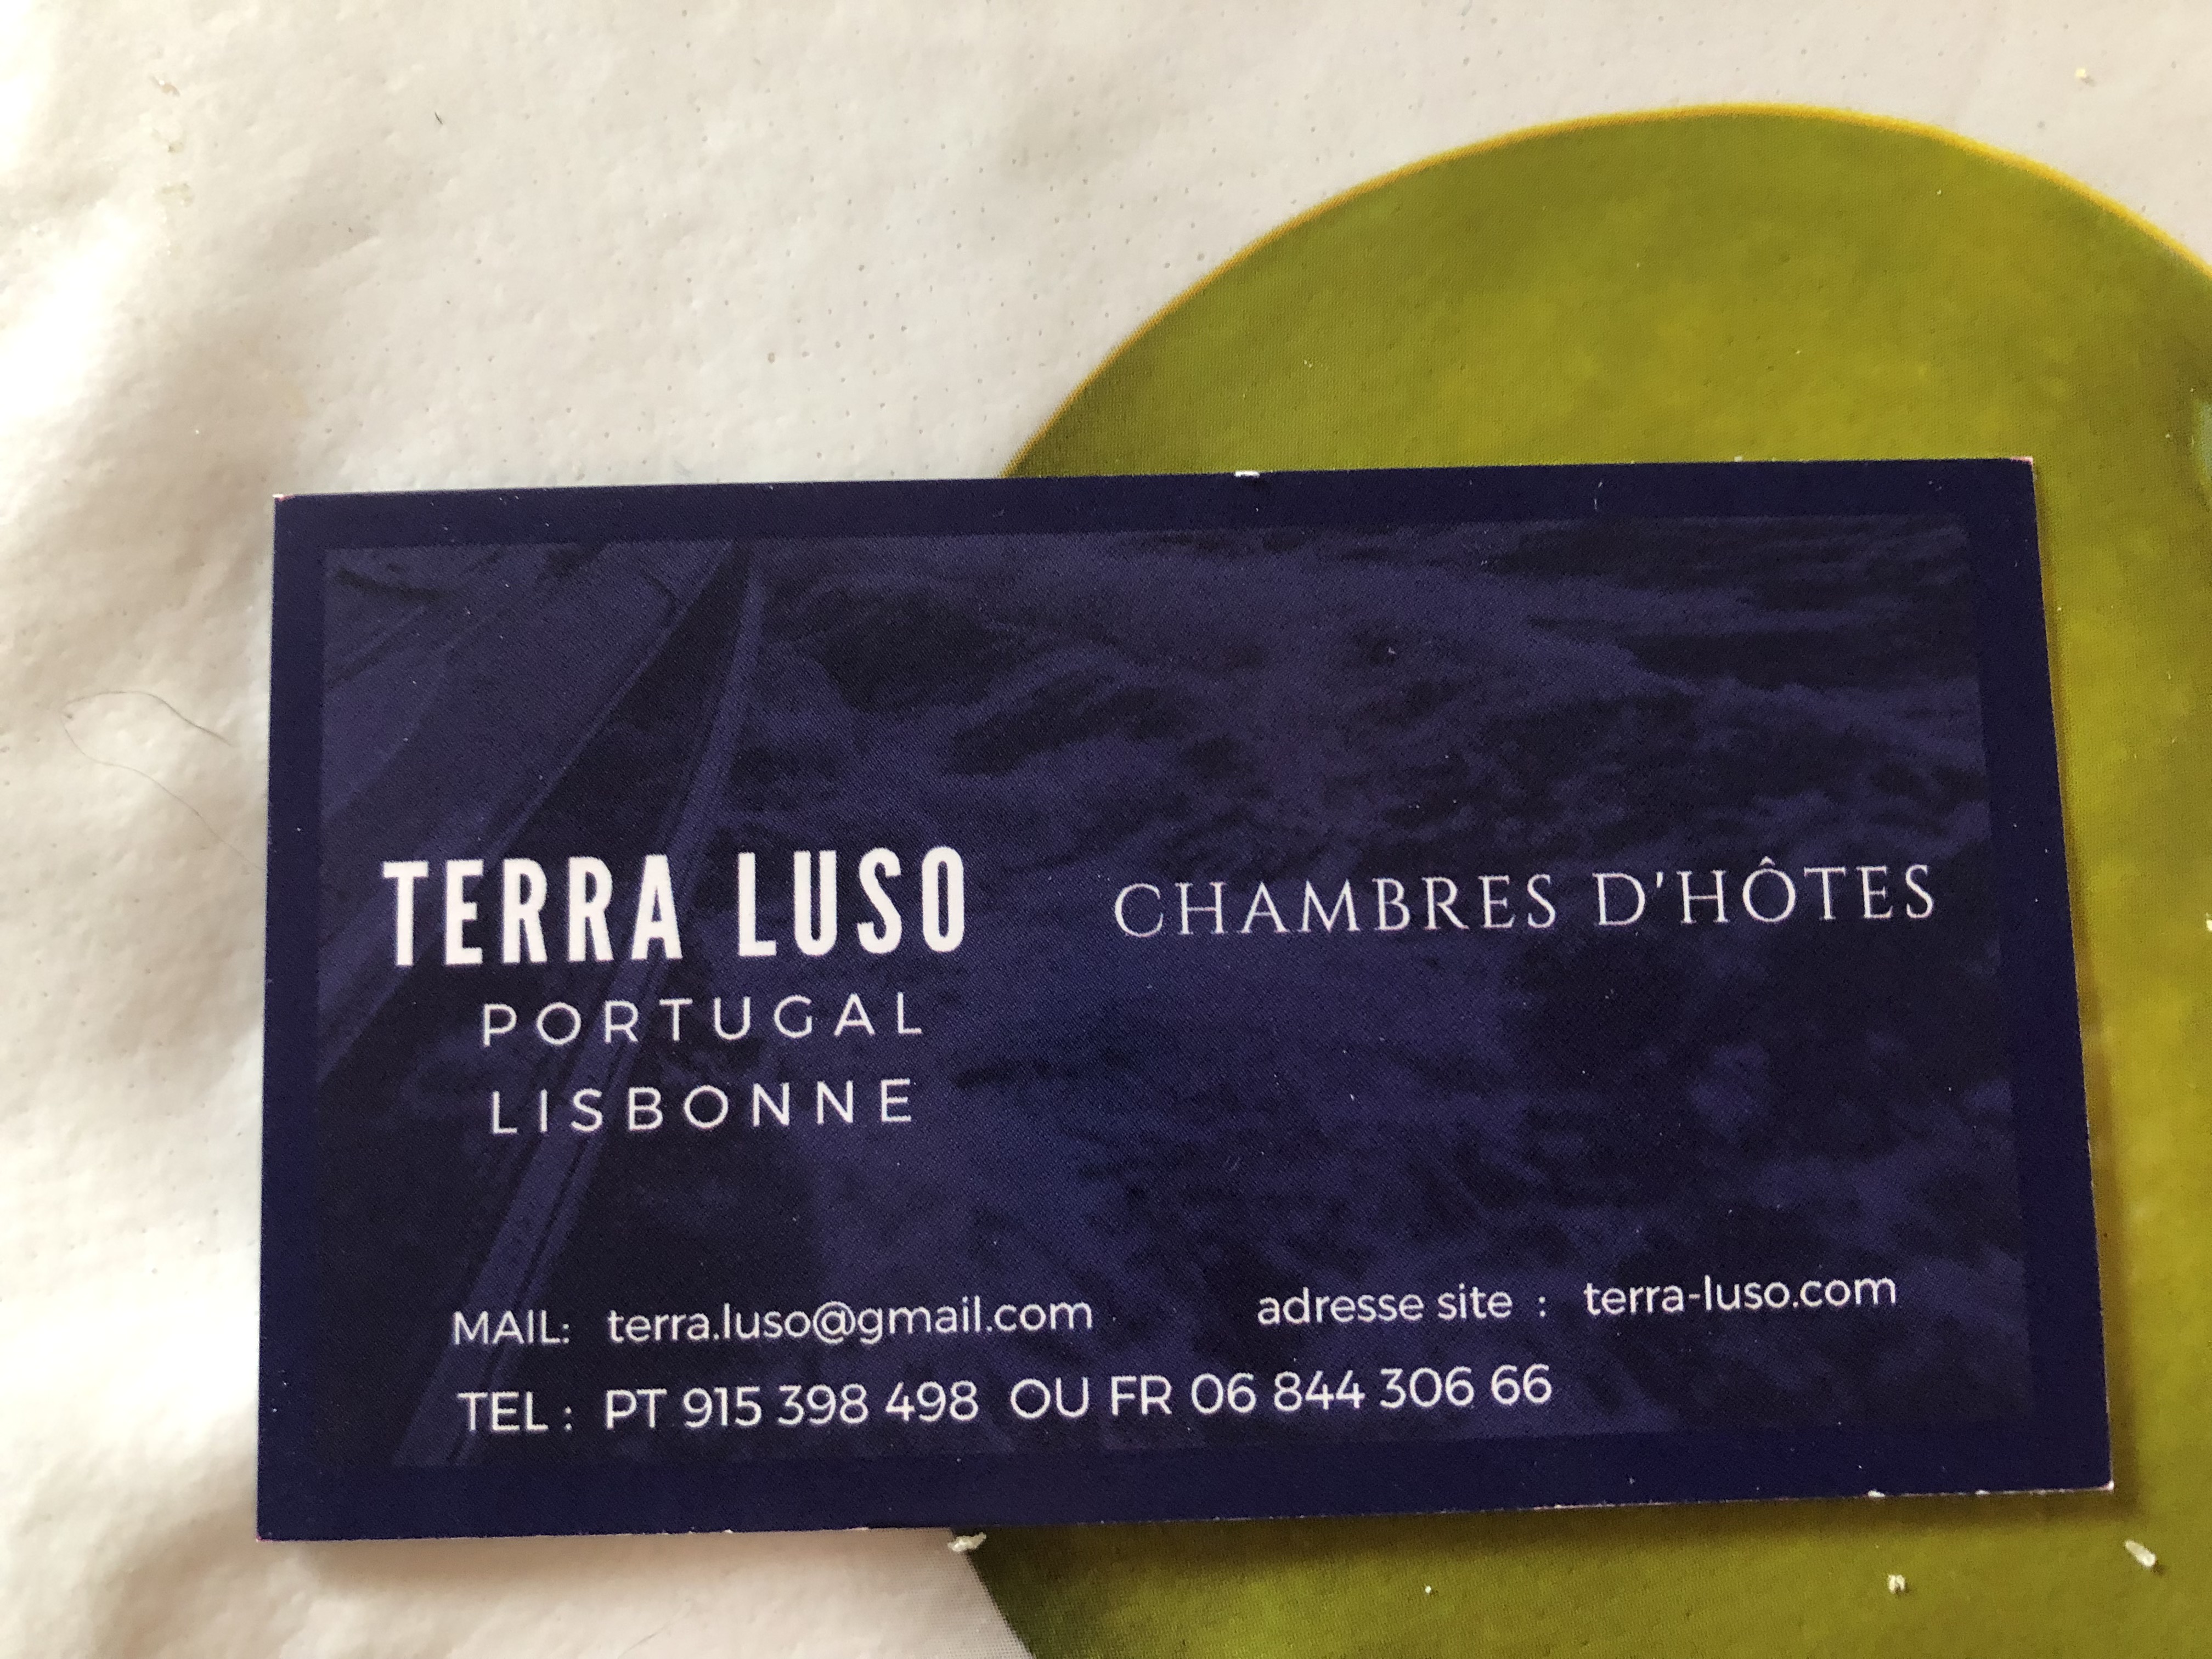 TERRA LUSO
PORTUGAL
LISBONNE
CHAMBRES D'HÔTES
MAIL: terra.luso@gmail.com
adresse site : terra-luso.com
TEL : PT 915 398 498 OU FR 06 844 306 66